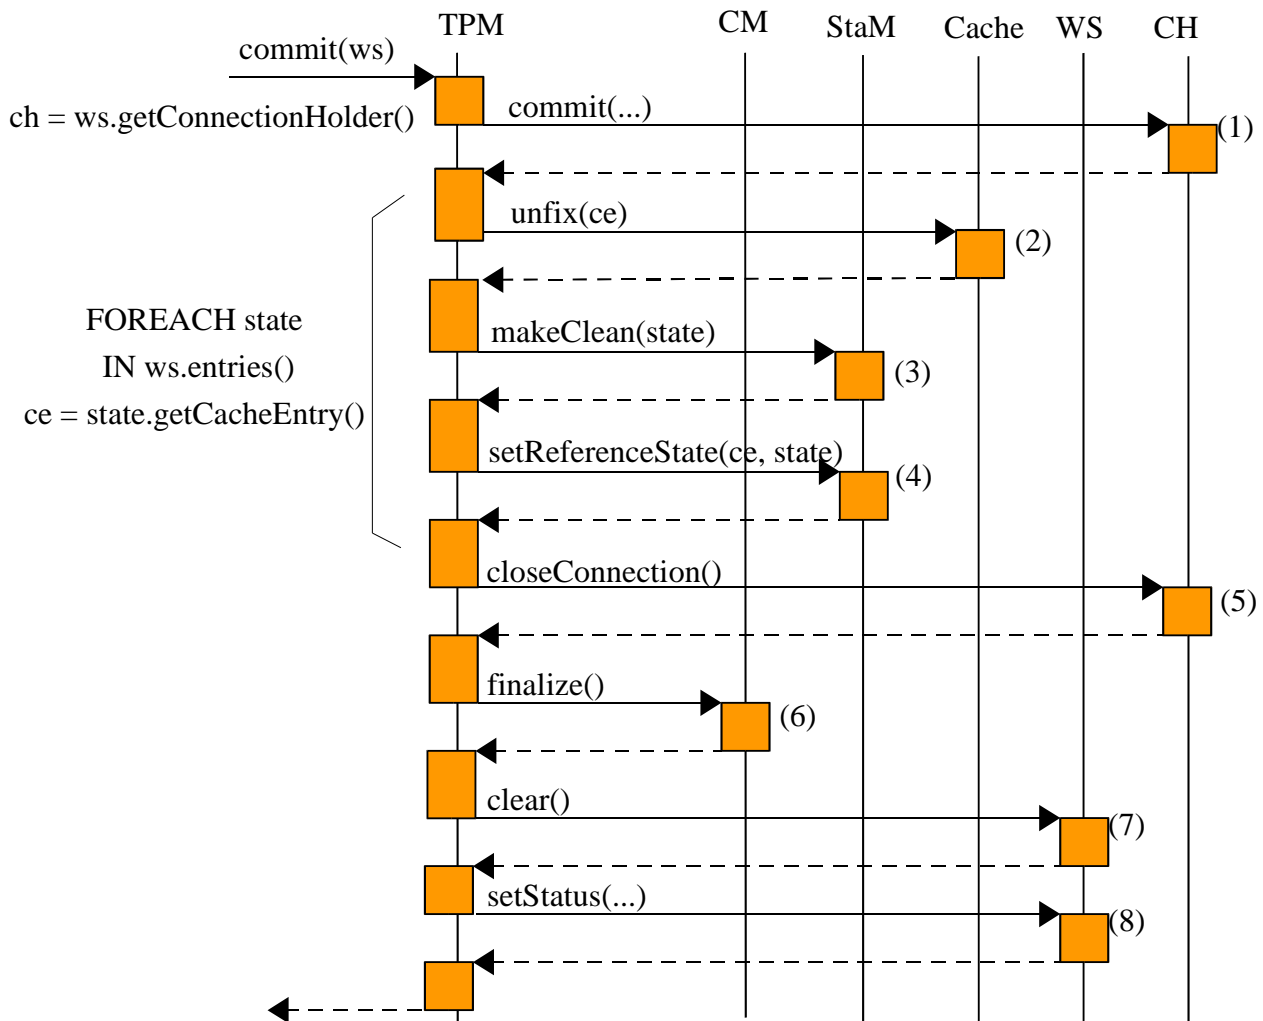 TPM
CM
StaM
Cache
WS
CH
commit(ws)
ch = ws.getConnectionHolder()
commit(...)
(1)
unfix(ce)
(2)
FOREACH state
IN ws.entries()
ce = state.getCacheEntry()
makeClean(state)
(3)
setReferenceState(ce, state)
(4)
closeConnection()
(5)
finalize()
(6)
clear()
(7)
setStatus(...)
(8)